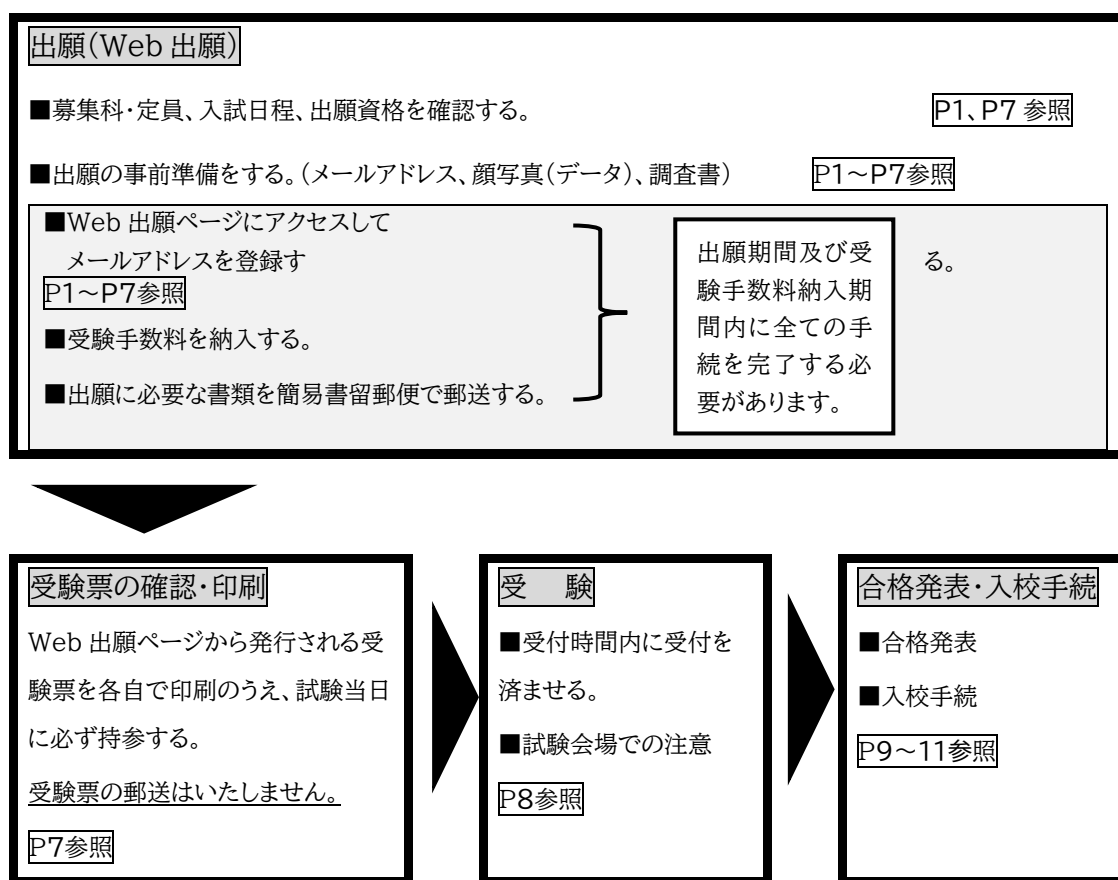 出願(Web 出願)
■募集科・定員、入試日程、出願資格を確認する。 P1、P7 参照
■出願の事前準備をする。(メールアドレス、顔写真(データ)、調査書) P1～P7参照
■Web 出願ページにアクセスして
メールアドレスを登録す る。
P1～P7参照
■受験手数料を納入する。
■出願に必要な書類を簡易書留郵便で郵送する。
出願期間及び受
験手数料納入期
間内に全ての手
続を完了する必
要があります。
受験票の確認・印刷
Web 出願ページから発行される受
験票を各自で印刷のうえ、試験当日
に必ず持参する。
受験票の郵送はいたしません。
P7参照
受 験
■受付時間内に受付を
済ませる。
■試験会場での注意
P8参照
合格発表・入校手続
■合格発表
■入校手続
P9～11参照